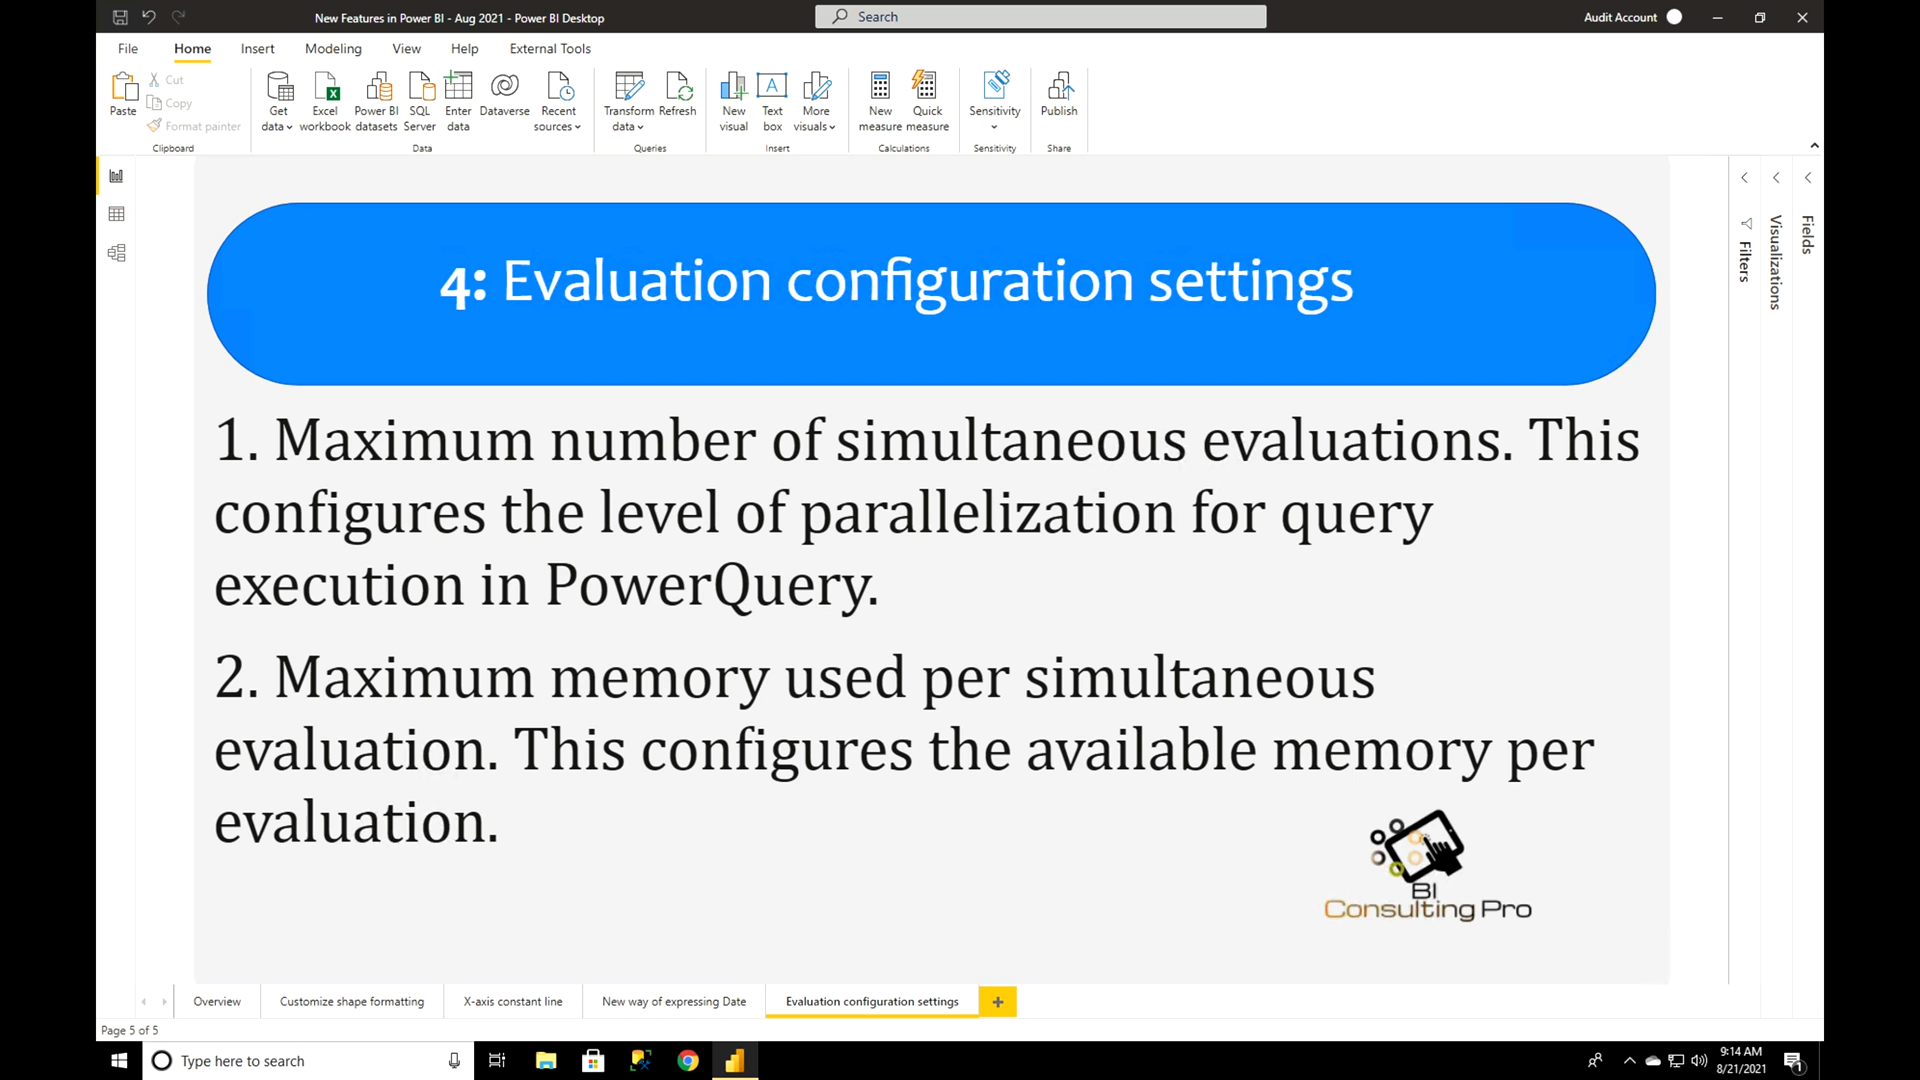 New Features in Power BI - Aug 2021 - Power BI Desktop
Search
Audit Account
File Home Insert Modeling View Help External Tools
Paste
Cut
Copy
Format painter
Get data
Excel workbook
Power BI datasets
SQL Server
Enter data
Dataverse
Recent sources
Transform data
Refresh
New visual
Text box
More visuals
New measure
Quick measure
Sensitivity
Publish
Clipboard Data Queries Insert Calculations Sensitivity Share
4: Evaluation configuration settings
1. Maximum number of simultaneous evaluations. This
configures the level of parallelization for query
execution in PowerQuery.
2. Maximum memory used per simultaneous
evaluation. This configures the available memory per
evaluation.
BI
Consulting Pro
Filters
Visualizations
Fields
Overview Customize shape formatting X-axis constant line New way of expressing Date Evaluation configuration settings
Page 5 of 5
Type here to search
9:14 AM
8/21/2021
1